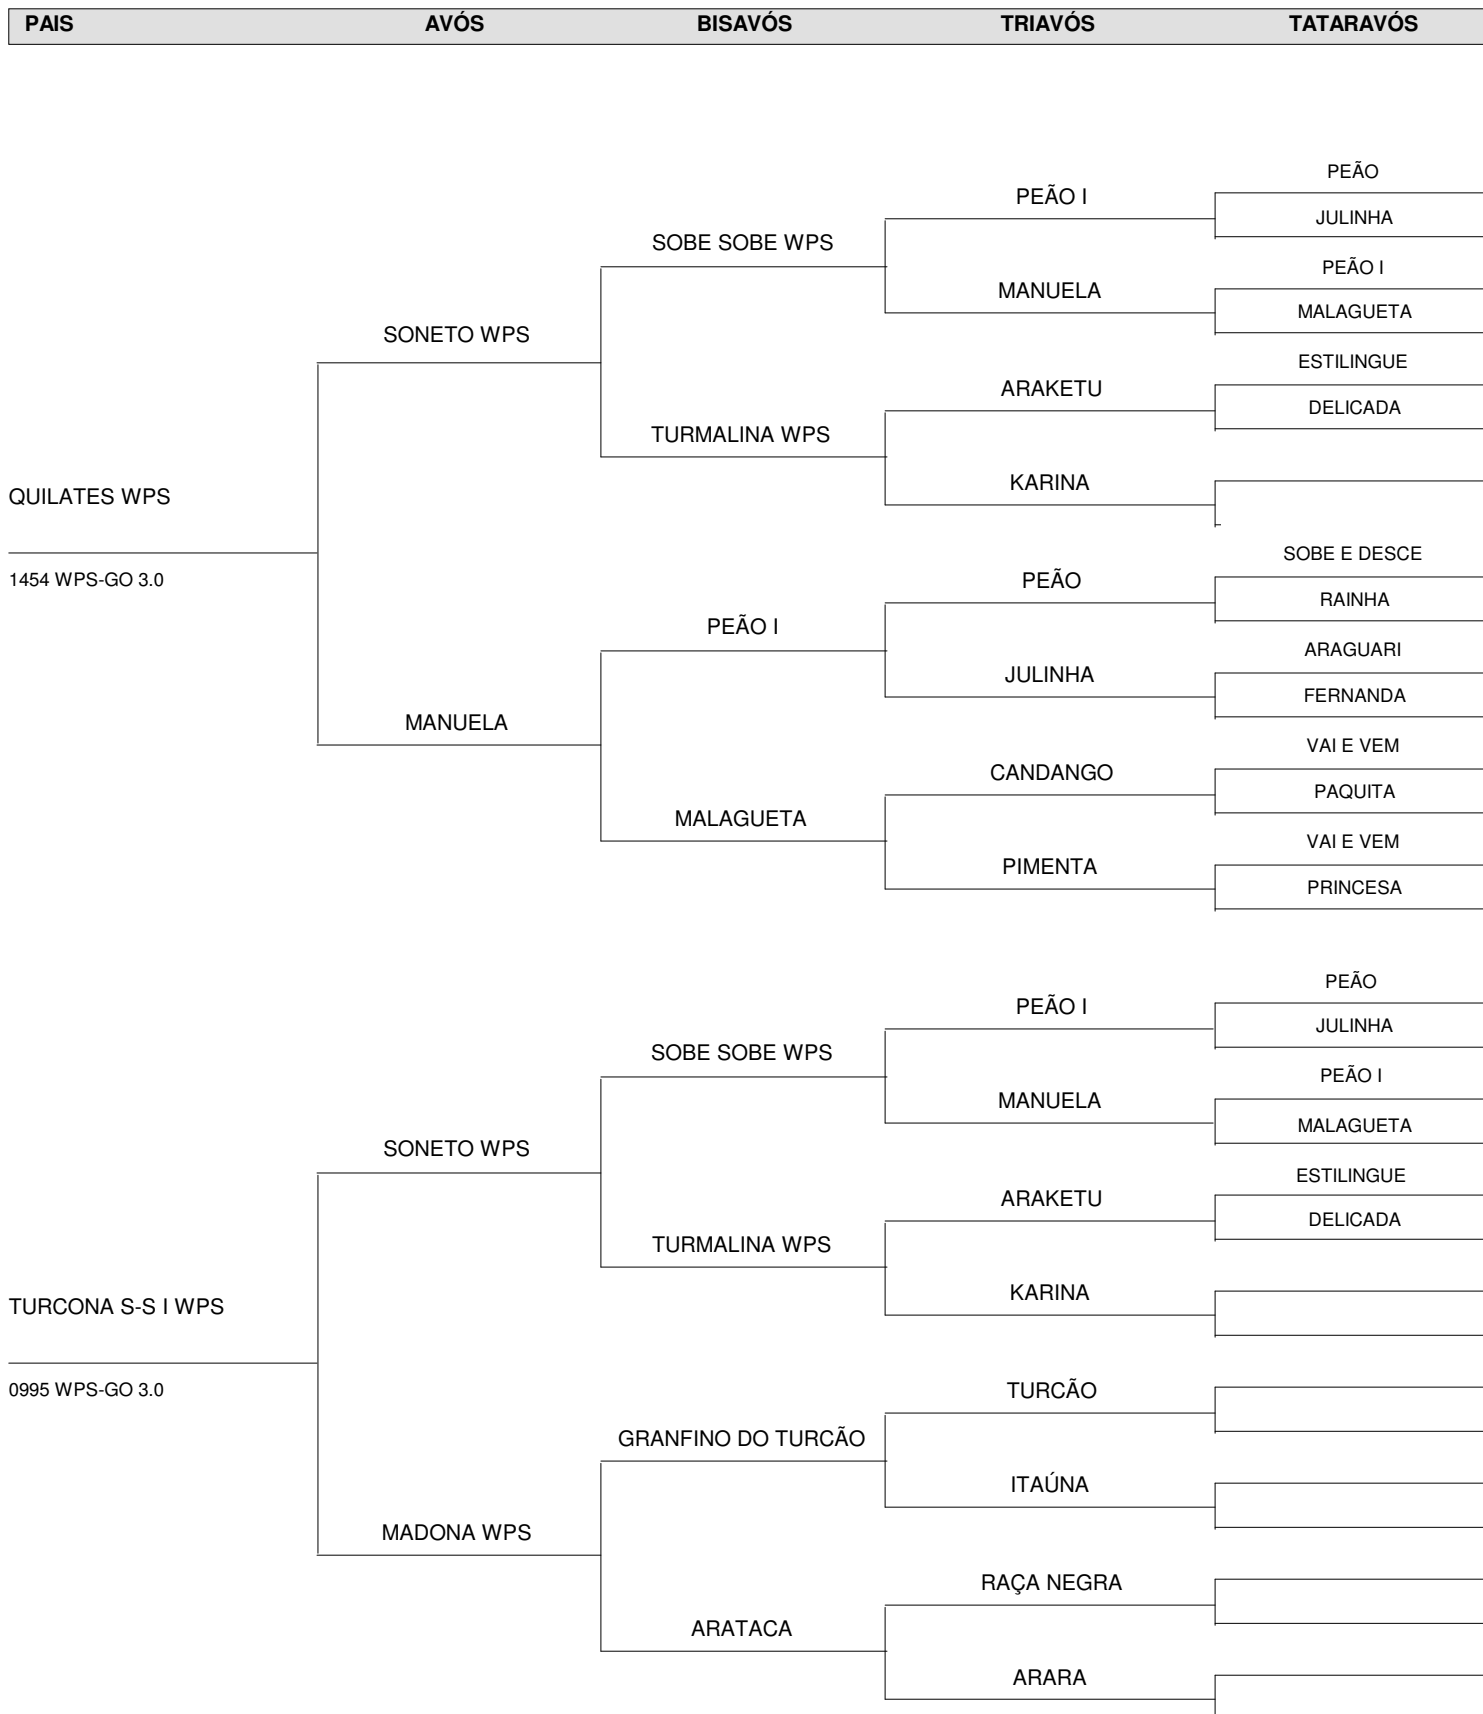 PAIS AVÓS BISAVÓS TRIAVÓS TATARAVÓS
PEÃO
PEÃO I
JULINHA
SOBE SOBE WPS
PEÃO I
MANUELA
MALAGUETA
SONETO WPS
ESTILINGUE
ARAKETU
DELICADA
TURMALINA WPS
KARINA
QUILATES WPS
SOBE E DESCE
1454 WPS-GO 3.0
PEÃO
RAINHA
PEÃO I
ARAGUARI
JULINHA
FERNANDA
MANUELA
VAI E VEM
CANDANGO
PAQUITA
MALAGUETA
VAI E VEM
PIMENTA
PRINCESA
PEÃO
PEÃO I
JULINHA
SOBE SOBE WPS
PEÃO I
MANUELA
MALAGUETA
SONETO WPS
ESTILINGUE
ARAKETU
DELICADA
TURMALINA WPS
KARINA
TURCONA S-S I WPS
0995 WPS-GO 3.0
TURCÃO
GRANFINO DO TURCÃO
ITAÚNA
MADONA WPS
RAÇA NEGRA
ARATACA
ARARA